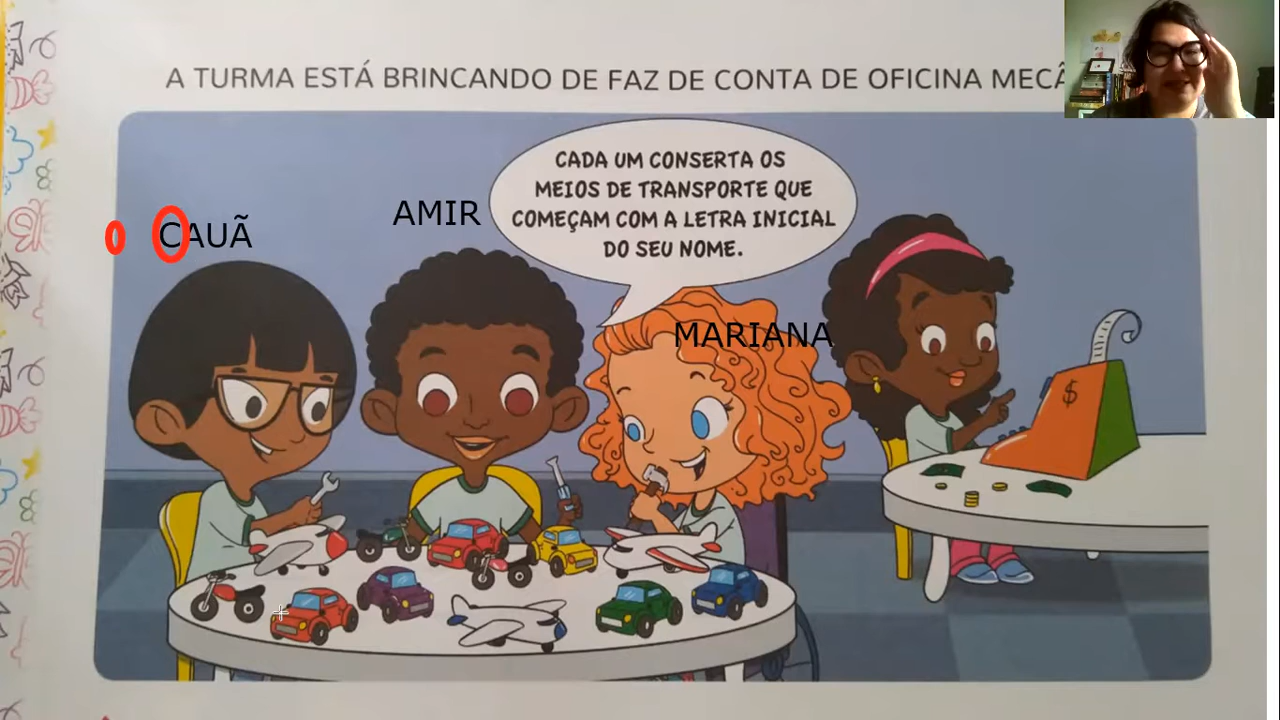 A TURMA ESTÁ BRINCANDO DE FAZ DE CONTA DE OFICINA
CADA UM CONSERTA OS
MEIOS DE TRANSPORTE QUE
COMEÇAM COM A LETRA INICIAL
DO SEU NOME.
CAUÃ
AMIR
MARIANA
$